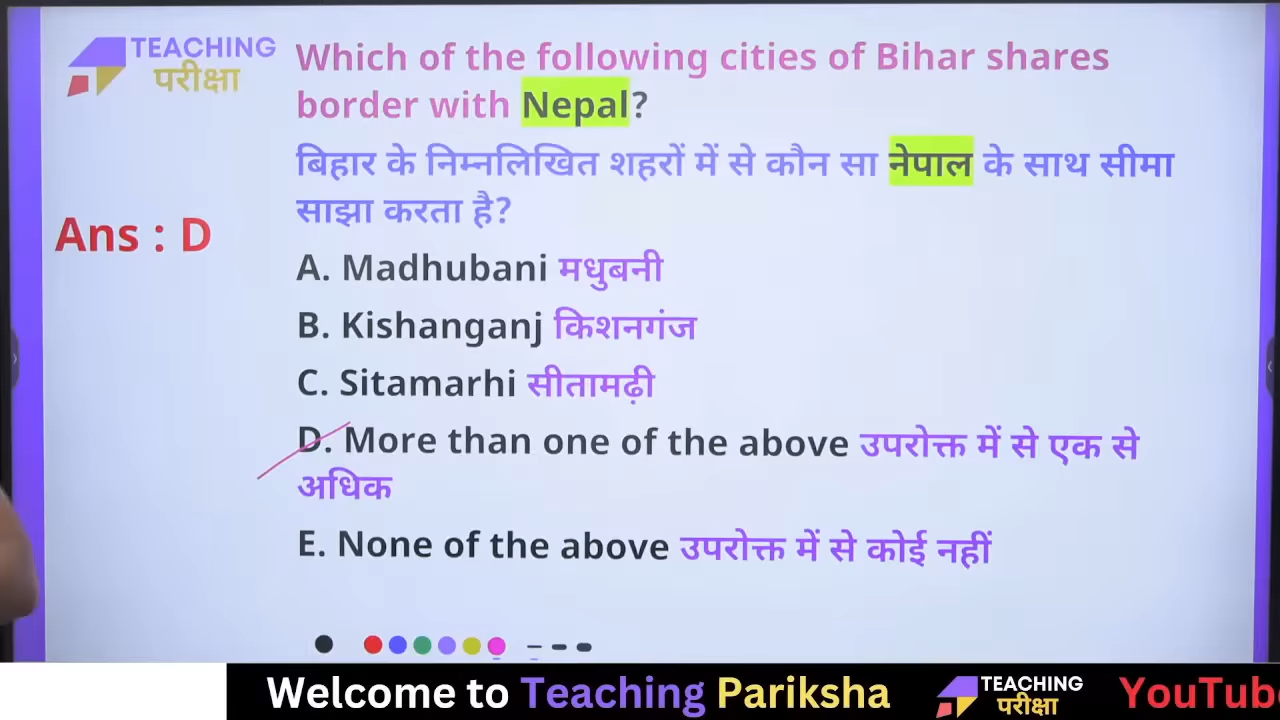 TEACHING
परीक्षा
Which of the following cities of Bihar shares
border with Nepal?
बिहार के निम्नलिखित शहरों में से कौन सा नेपाल के साथ सीमा
साझा करता है?
Ans : D
A. Madhubani मधुबनी
B. Kishanganj किशनगंज
C. Sitamarhi सीतामढ़ी
D. More than one of the above उपरोक्त में से एक से
अधिक
E. None of the above उपरोक्त में से कोई नहीं
Welcome to Teaching Pariksha
TEACHING
परीक्षा
YouTub